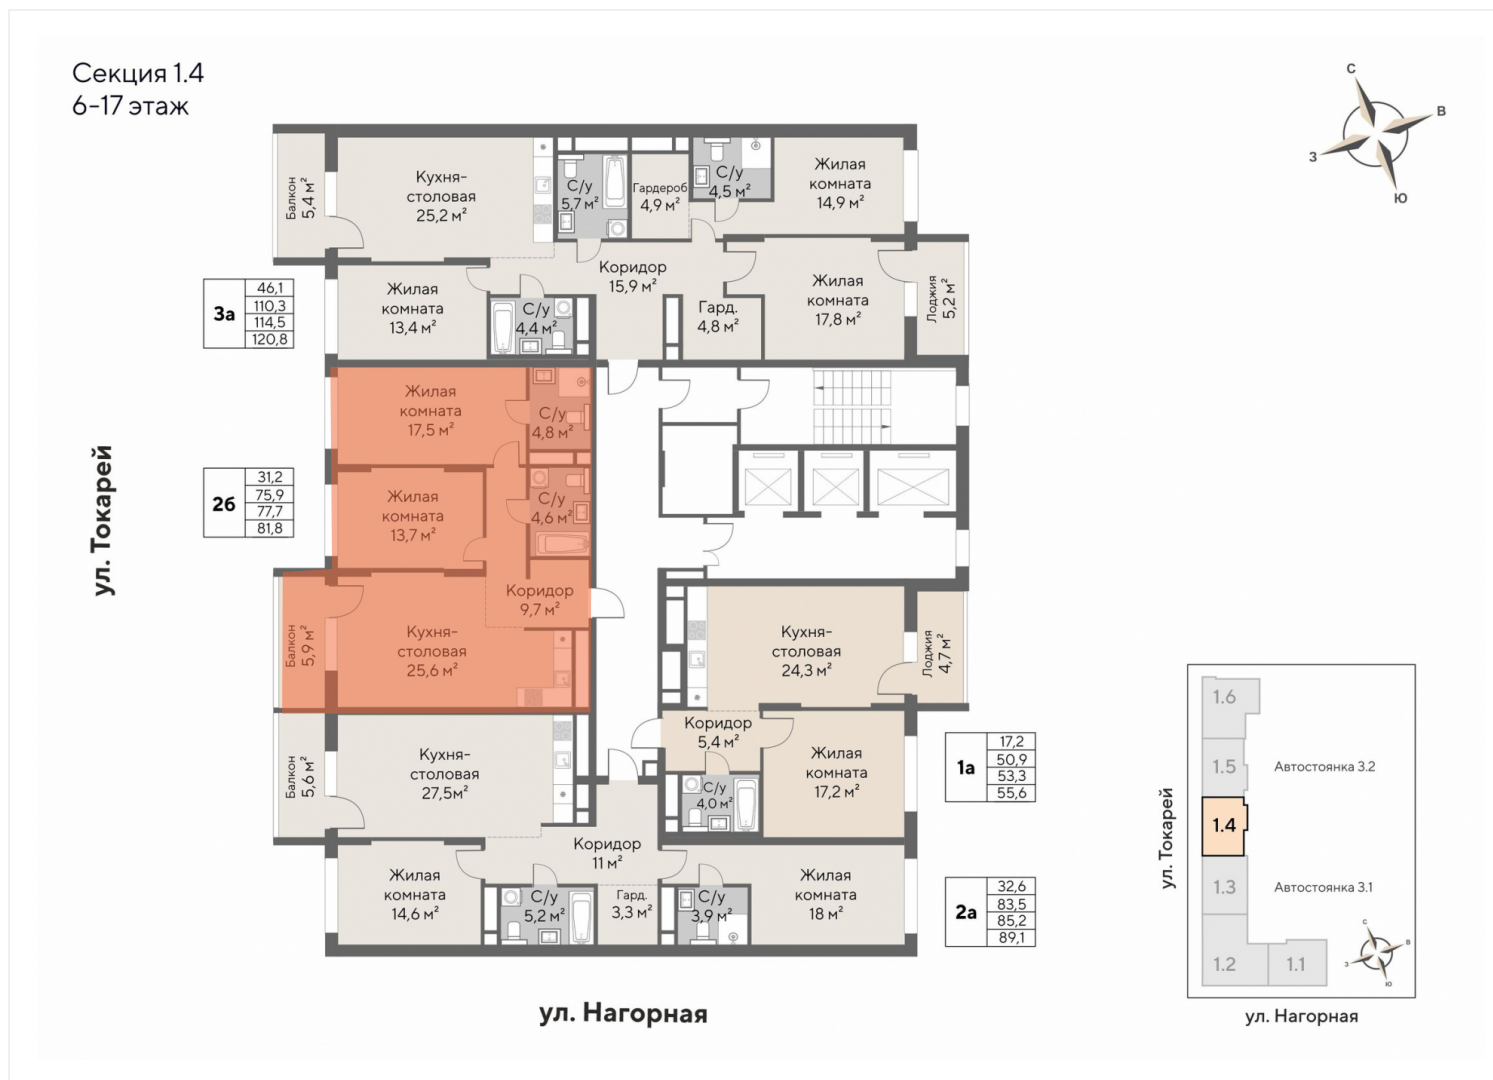 Секция 1.4
6-17 этаж
С
В
З
Ю
Балкон
5,4 м²
Кухня-
столовая
25,2 м²
С/у
5,7 м²
Гардероб
4,9 м²
С/у
4,5 м²
Жилая
комната
14,9 м²
Коридор
15,9 м²
Жилая
комната
17,8 м²
Лоджия
5,2 м²
Жилая
комната
13,4 м²
С/у
4,4 м²
Гард.
4,8 м²
3а
46,1
110,3
114,5
120,8
Жилая
комната
17,5 м²
С/у
4,8 м²
ул. Токарей
2б
31,2
75,9
77,7
81,8
Жилая
комната
13,7 м²
С/у
4,6 м²
Коридор
9,7 м²
Балкон
5,9 м²
Кухня-
столовая
25,6 м²
Кухня-
столовая
24,3 м²
Лоджия
4,7 м²
Балкон
5,6 м²
Кухня-
столовая
27,5м²
Коридор
5,4 м²
С/у
4,0 м²
Жилая
комната
17,2 м²
1а
17,2
50,9
53,3
55,6
Жилая
комната
14,6 м²
С/у
5,2 м²
Коридор
11 м²
Гард.
3,3 м²
С/у
3,9 м²
Жилая
комната
18 м²
2а
32,6
83,5
85,2
89,1
ул. Нагорная
ул. Токарей
1.6
1.5
Автостоянка 3.2
1.4
1.3
Автостоянка 3.1
1.2
1.1
С
В
З
Ю
ул. Нагорная